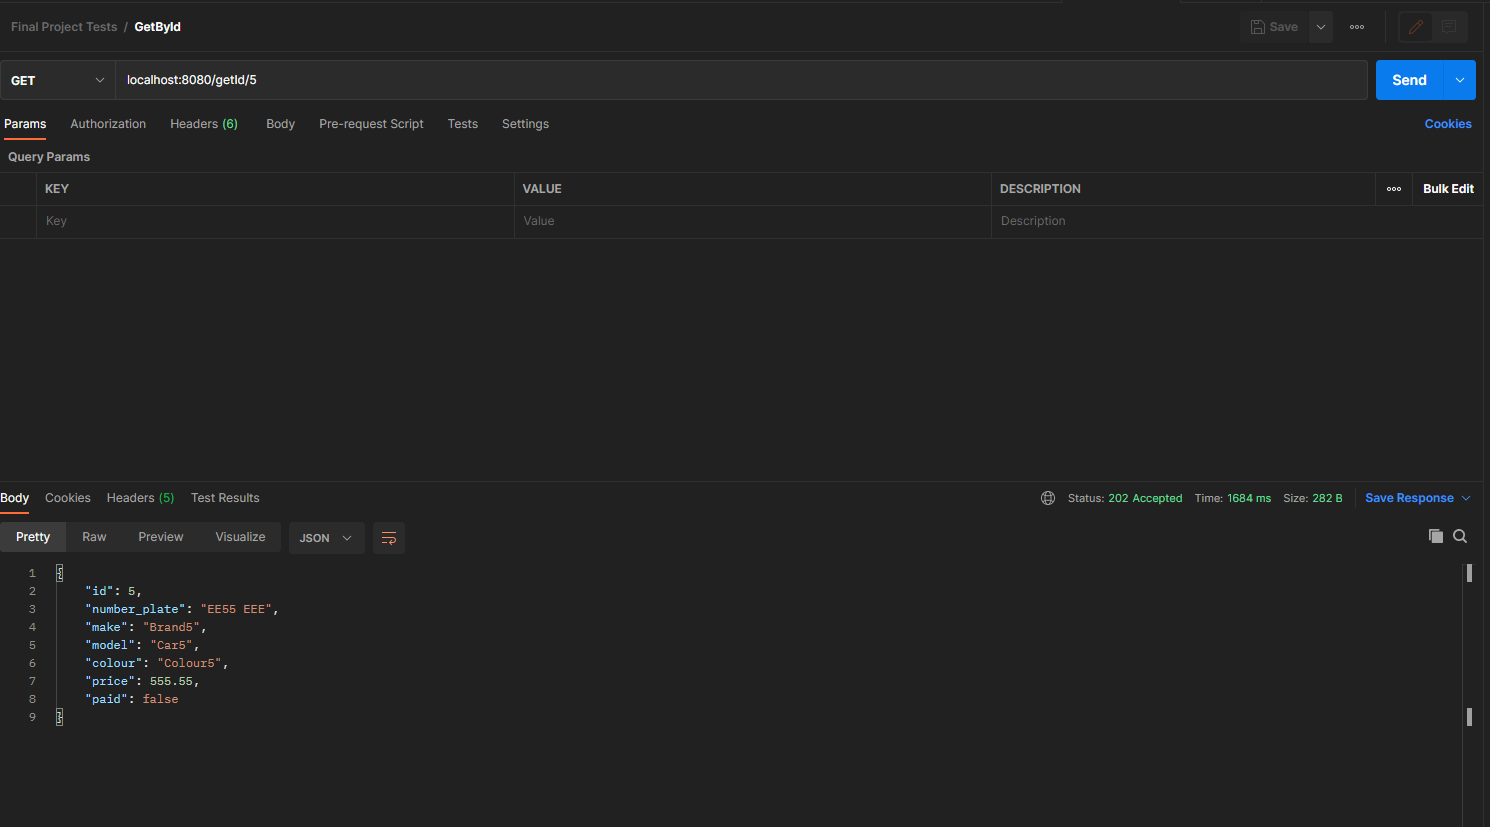 Final Project Tests / GetById
Save
GET localhost:8080/getId/5 Send
Params Authorization Headers (6) Body Pre-request Script Tests Settings Cookies
Query Params
KEY VALUE DESCRIPTION Bulk Edit
Key Value Description
Body Cookies Headers (5) Test Results Status: 202 Accepted Time: 1684 ms Size: 282 B Save Response
Pretty Raw Preview Visualize JSON
1 {
2 "id": 5,
3 "number_plate": "EE55 EEE",
4 "make": "Brand5",
5 "model": "Car5",
6 "colour": "Colour5",
7 "price": 555.55,
8 "paid": false
9 }